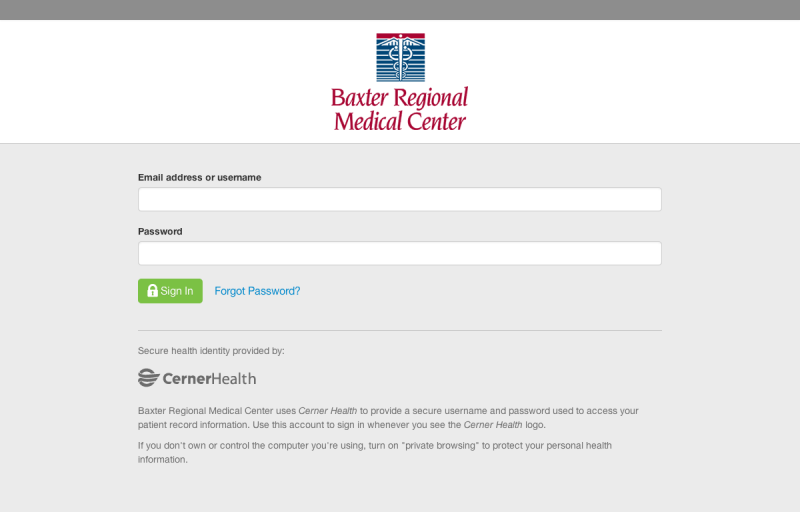 Baxter Regional
Medical Center
Email address or username
Password
Sign In
Forgot Password?
Secure health identity provided by:
CernerHealth
Baxter Regional Medical Center uses Cerner Health to provide a secure username and password used to access your
patient record information. Use this account to sign in whenever you see the Cerner Health logo.
If you don't own or control the computer you're using, turn on "private browsing" to protect your personal health
information.